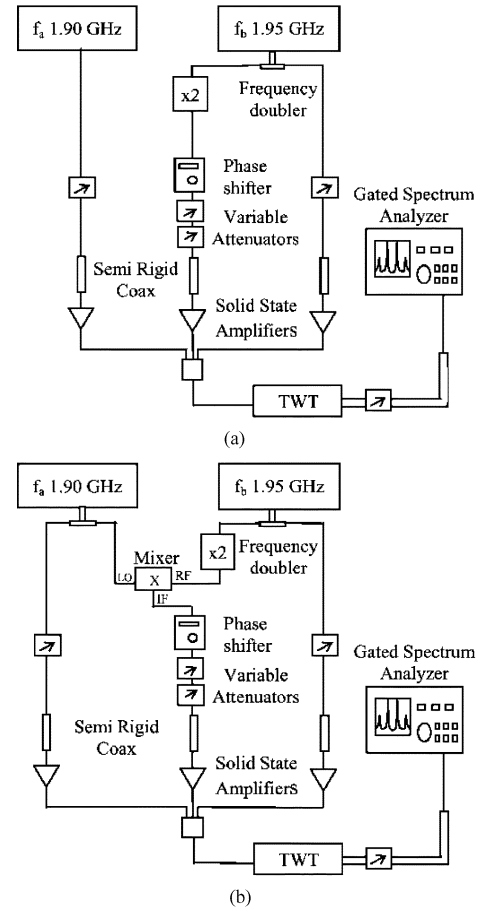 fa 1.90 GHz
fb 1.95 GHz
x2
Frequency
doubler
Phase
shifter
Variable
Attenuators
Gated Spectrum
Analyzer
Semi Rigid
Coax
Solid State
Amplifiers
TWT
(a)
fa 1.90 GHz
fb 1.95 GHz
Mixer
LO
X
RF
IF
x2
Frequency
doubler
Phase
shifter
Variable
Attenuators
Gated Spectrum
Analyzer
Semi Rigid
Coax
Solid State
Amplifiers
TWT
(b)